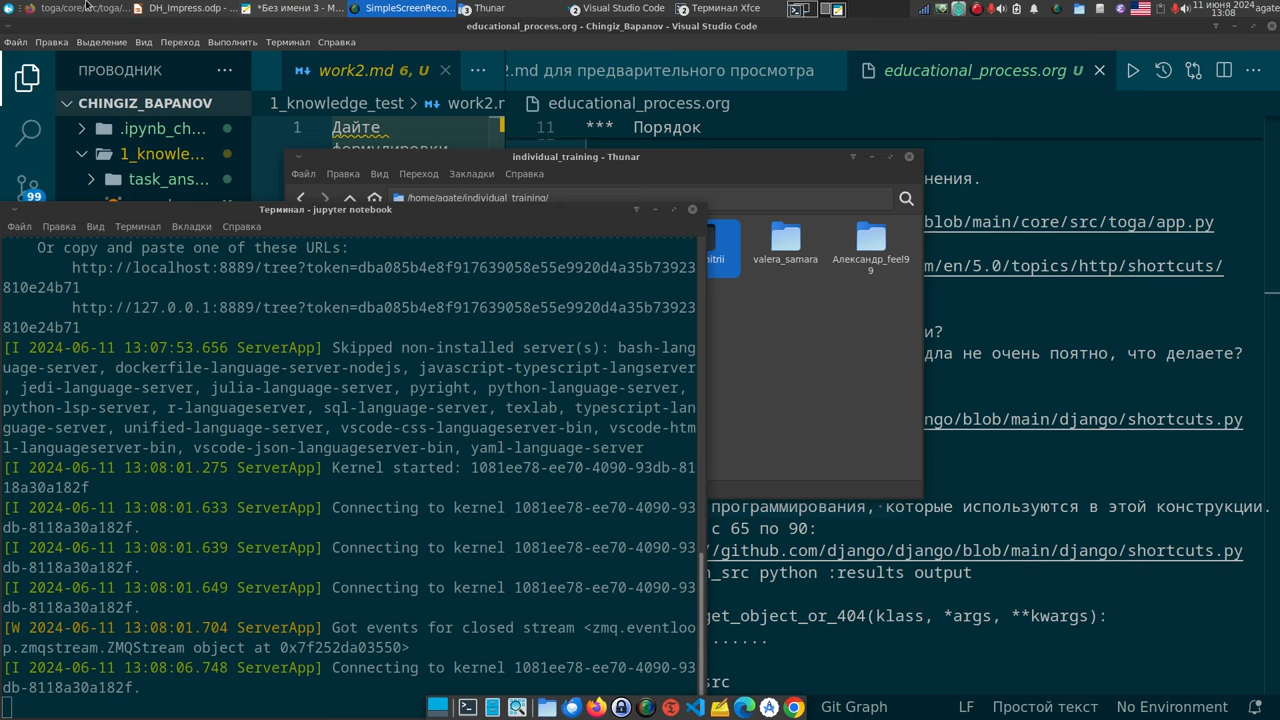 toga/core/src/toga/...
DH_Impress.odp - ...
*Без имени 3 - M...
SimpleScreenReco...
3 Thunar
2 Visual Studio Code
2 Терминал Xfce
11 июня 2024
13:08
agate
educational_process.org - Chingiz_Bapanov - Visual Studio Code
Файл Правка Выделение Вид Переход Выполнить Терминал Справка
ПРОВОДНИК ...
work2.md 6, U
2.md для предварительного просмотра
educational_process.org U
CHINGIZ_BAPANOV
1_knowledge_test > work2.r
educational_process.org
.ipynb_ch...
1 Дайте
формулировки
11 *** Порядок
1_knowle...
task_ans...
99
individual_training - Thunar
Файл Правка Вид Переход Закладки Справка
/home/agate/individual_training/
valera_samara
Александр_feel9
9
Терминал - jupyter notebook
Файл Правка Вид Терминал Вкладки Справка
Or copy and paste one of these URLs:
http://localhost:8889/tree?token=dba085b4e8f917639058e55e9920d4a35b73923
810e24b71
http://127.0.0.1:8889/tree?token=dba085b4e8f917639058e55e9920d4a35b73923
810e24b71
[I 2024-06-11 13:07:53.656 ServerApp] Skipped non-installed server(s): bash-lang
uage-server, dockerfile-language-server-nodejs, javascript-typescript-langserver
, jedi-language-server, julia-language-server, pyright, python-language-server,
python-lsp-server, r-languageserver, sql-language-server, texlab, typescript-lan
guage-server, unified-language-server, vscode-css-languageserver-bin, vscode-htm
l-languageserver-bin, vscode-json-languageserver-bin, yaml-language-server
[I 2024-06-11 13:08:01.275 ServerApp] Kernel started: 1081ee78-ee70-4090-93db-81
18a30a182f
[I 2024-06-11 13:08:01.633 ServerApp] Connecting to kernel 1081ee78-ee70-4090-93
db-8118a30a182f.
[I 2024-06-11 13:08:01.639 ServerApp] Connecting to kernel 1081ee78-ee70-4090-93
db-8118a30a182f.
[I 2024-06-11 13:08:01.649 ServerApp] Connecting to kernel 1081ee78-ee70-4090-93
db-8118a30a182f.
[W 2024-06-11 13:08:01.704 ServerApp] Got events for closed stream <zmq.eventloo
p.zmqstream.ZMQStream object at 0x7f252da03550>
[I 2024-06-11 13:08:06.748 ServerApp] Connecting to kernel 1081ee78-ee70-4090-93
db-8118a30a182f.
нения.
blob/main/core/src/toga/app.py
m/en/5.0/topics/http/shortcuts/
и?
дла не очень поятно, что делаете?
ngo/blob/main/django/shortcuts.py
программирования, которые используются в этой конструкции.
с 65 по 90:
//github.com/django/django/blob/main/django/shortcuts.py
n_src python :results output
get_object_or_404(klass, *args, **kwargs):
......
src
Git Graph LF Простой текст No Environment